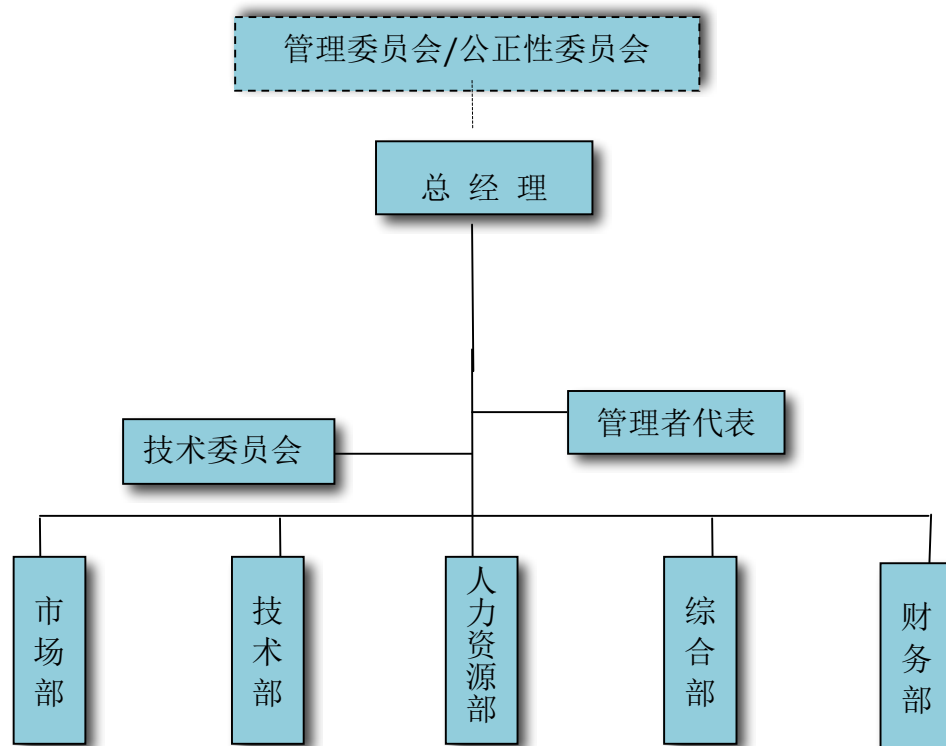 管理委员会/公正性委员会
总 经 理
管理者代表
技术委员会
市场部
技术部
人力资源部
综合部
财务部